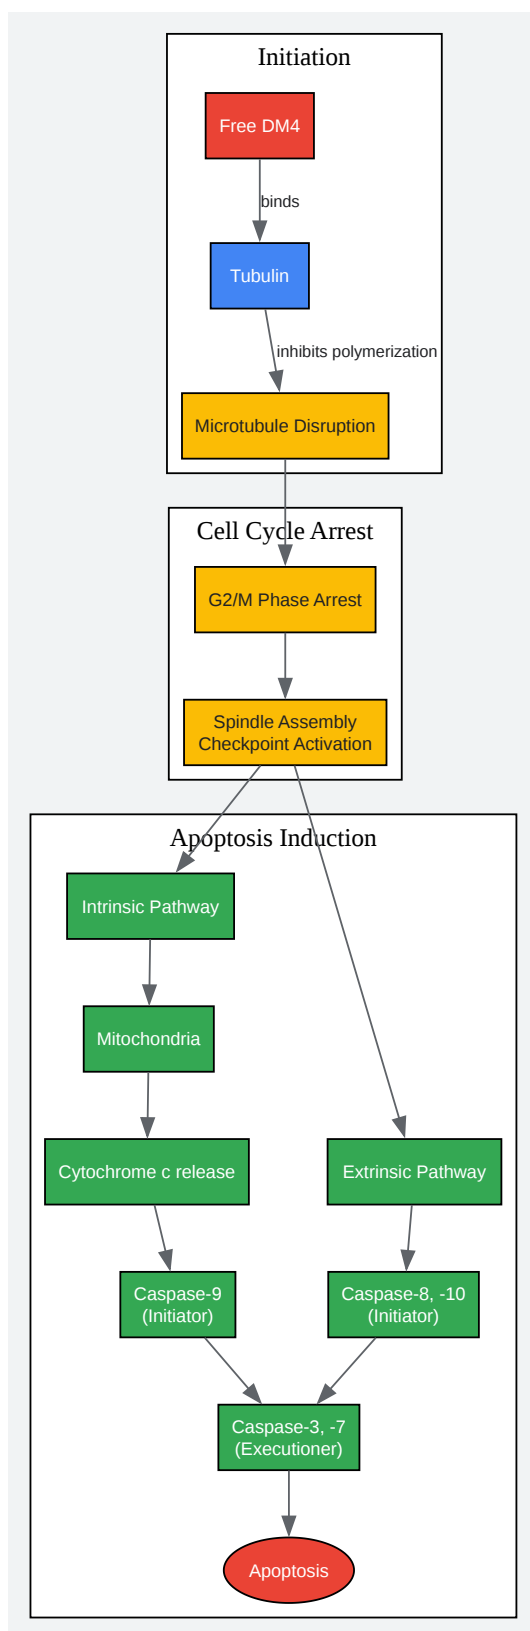 Initiation
Free DM4
binds
Tubulin
inhibits polymerization
Microtubule Disruption
Cell Cycle Arrest
G2/M Phase Arrest
Spindle Assembly
Checkpoint Activation
Apoptosis Induction
Intrinsic Pathway
Mitochondria
Cytochrome c release
Extrinsic Pathway
Caspase-9
(Initiator)
Caspase-8, -10
(Initiator)
Caspase-3, -7
(Executioner)
Apoptosis